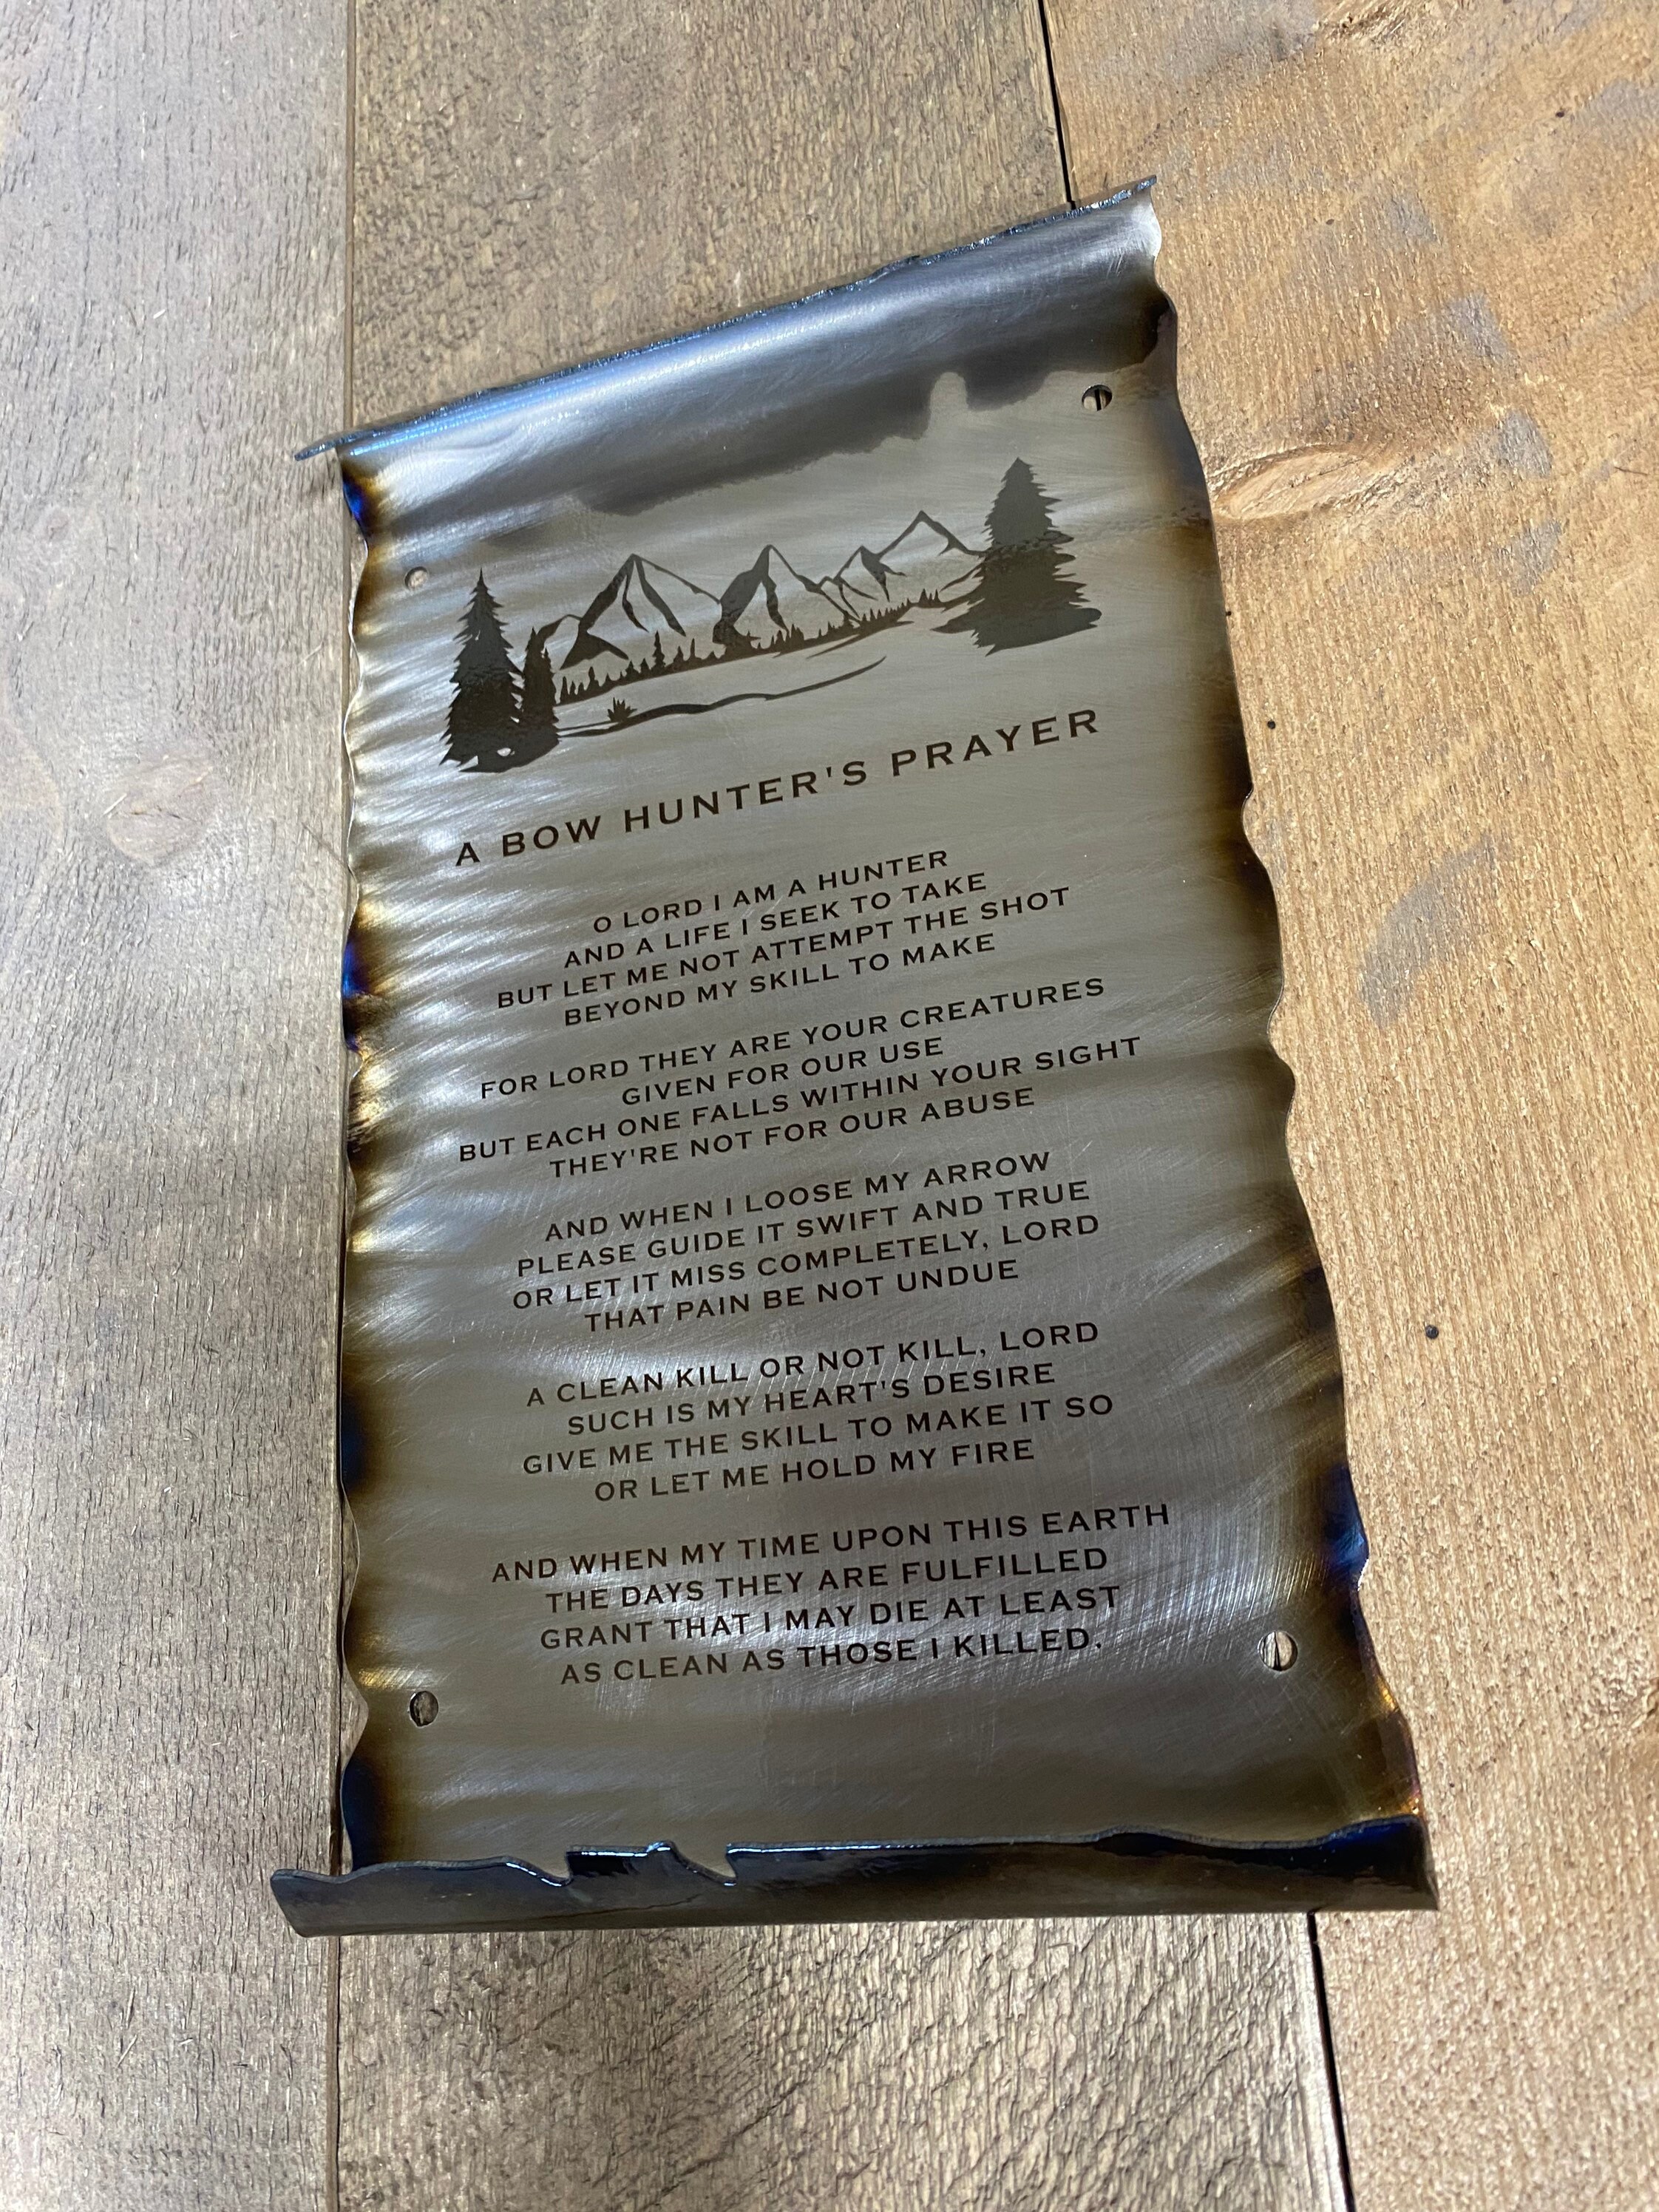 A BOW HUNTER'S PRAYER
O LORD I AM A HUNTER
AND A LIFE I SEEK TO TAKE
BUT LET ME NOT ATTEMPT THE SHOT
BEYOND MY SKILL TO MAKE
FOR LORD THEY ARE YOUR CREATURES
GIVEN FOR OUR USE
BUT EACH ONE FALLS WITHIN YOUR SIGHT
THEY'RE NOT FOR OUR ABUSE
AND WHEN I LOOSE MY ARROW
PLEASE GUIDE IT SWIFT AND TRUE
OR LET IT MISS COMPLETELY, LORD
THAT PAIN BE NOT UNDUE
A CLEAN KILL OR NOT KILL, LORD
SUCH IS MY HEART'S DESIRE
GIVE ME THE SKILL TO MAKE IT SO
OR LET ME HOLD MY FIRE
AND WHEN MY TIME UPON THIS EARTH
THE DAYS THEY ARE FULFILLED
GRANT THAT I MAY DIE AT LEAST
AS CLEAN AS THOSE I KILLED.